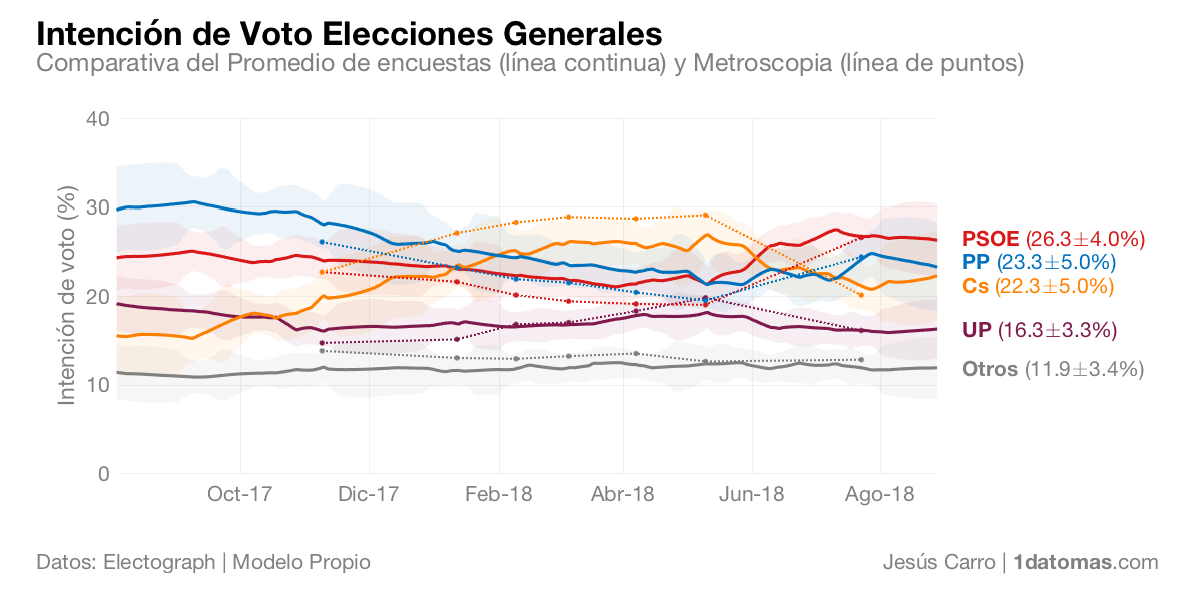 Intención de Voto Elecciones Generales
Comparativa del Promedio de encuestas (línea continua) y Metroscopia (línea de puntos)
Intención de voto (%)
40
30
20
10
0
Oct-17
Dic-17
Feb-18
Abr-18
Jun-18
Ago-18
PSOE (26.3±4.0%)
PP (23.3±5.0%)
Cs (22.3±5.0%)
UP (16.3±3.3%)
Otros (11.9±3.4%)
Datos: Electograph | Modelo Propio
Jesús Carro | 1datomas.com